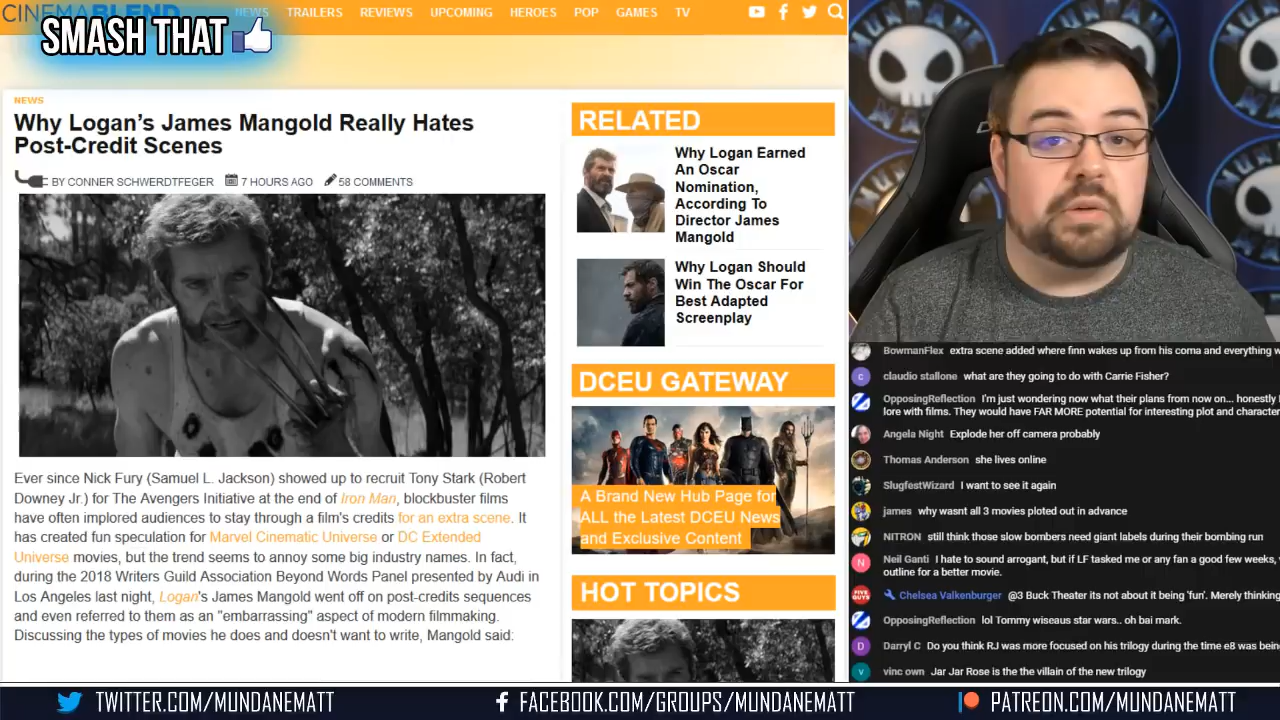 CINEMABLEND
NEWS TRAILERS REVIEWS UPCOMING HEROES POP GAMES TV
SMASH THAT
NEWS
Why Logan's James Mangold Really Hates
Post-Credit Scenes
BY CONNER SCHWERDTFEGER 7 HOURS AGO 58 COMMENTS
Ever since Nick Fury (Samuel L. Jackson) showed up to recruit Tony Stark (Robert
Downey Jr.) for The Avengers Initiative at the end of Iron Man, blockbuster films
have often implored audiences to stay through a film's credits for an extra scene. It
has created fun speculation for Marvel Cinematic Universe or DC Extended
Universe movies, but the trend seems to annoy some big industry names. In fact,
during the 2018 Writers Guild Association Beyond Words Panel presented by Audi in
Los Angeles last night, Logan's James Mangold went off on post-credits sequences
and even referred to them as an "embarrassing" aspect of modern filmmaking.
Discussing the types of movies he does and doesn't want to write, Mangold said:
RELATED
Why Logan Earned
An Oscar
Nomination,
According To
Director James
Mangold
Why Logan Should
Win The Oscar For
Best Adapted
Screenplay
DCEU GATEWAY
A Brand New Hub Page for
ALL the Latest DCEU News
and Exclusive Content
HOT TOPICS
MUNDANE
MATT
BowmanFlex extra scene added where finn wakes up from his coma and everything w
claudio stallone what are they going to do with Carrie Fisher?
OpposingReflection I'm just wondering now what their plans from now on... honestly I
lore with films. They would have FAR MORE potential for interesting plot and character
Angela Night Explode her off camera probably
Thomas Anderson she lives online
SlugfestWizard I want to see it again
james why wasnt all 3 movies ploted out in advance
NITRON still think those slow bombers need giant labels during their bombing run
Neil Ganti I hate to sound arrogant, but if LF tasked me or any fan a good few weeks,
outline for a better movie.
FIVE GUYS Chelsea Valkenburger @3 Buck Theater its not about it being 'fun'. Merely thinking
OpposingReflection lol Tommy wiseaus star wars.. oh bai mark.
Darryl C Do you think RJ was more focused on his trilogy during the time e8 was bein
vinc own Jar Jar Rose is the the villain of the new trilogy
TWITTER.COM/MUNDANEMATT FACEBOOK.COM/GROUPS/MUNDANEMATT PATREON.COM/MUNDANEMATT